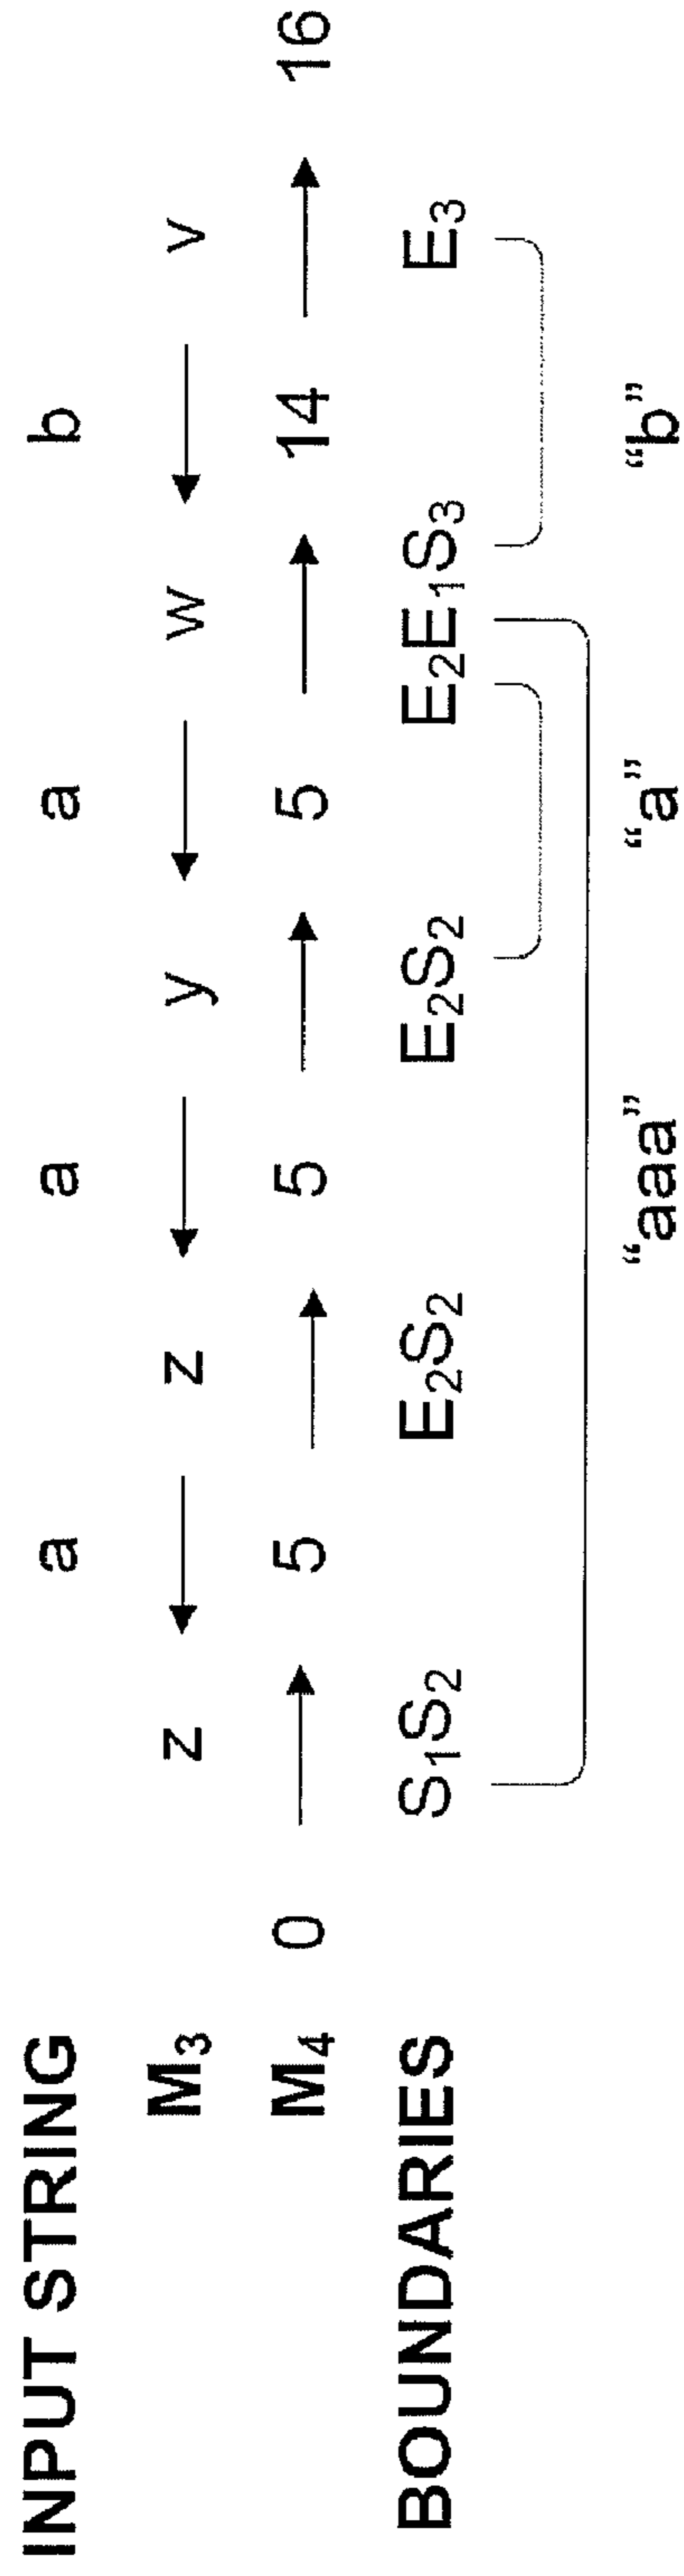 INPUT STRING a a a b
M₃ z ← z ← y ← w ← v
M₄ 0 → 5 → 5 → 5 → 14 → 16
BOUNDARIES S₁S₂ E₂S₂ E₂S₂ E₂E₁S₃ E₃
“aaa” “a” “b”